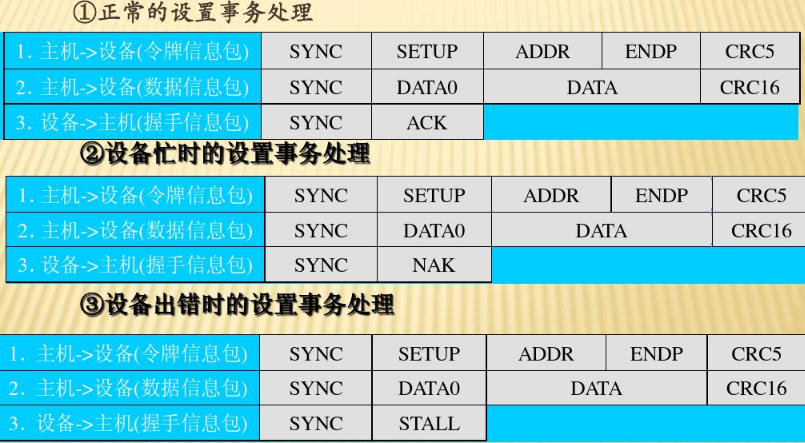 ①正常的设置事务处理
1. 主机->设备(令牌信息包) SYNC SETUP ADDR ENDP CRC5
2. 主机->设备(数据信息包) SYNC DATA0 DATA CRC16
3. 设备->主机(握手信息包) SYNC ACK
②设备忙时的设置事务处理
1. 主机->设备(令牌信息包) SYNC SETUP ADDR ENDP CRC5
2. 主机->设备(数据信息包) SYNC DATA0 DATA CRC16
3. 设备->主机(握手信息包) SYNC NAK
③设备出错时的设置事务处理
1. 主机->设备(令牌信息包) SYNC SETUP ADDR ENDP CRC5
2. 主机->设备(数据信息包) SYNC DATA0 DATA CRC16
3. 设备->主机(握手信息包) SYNC STALL